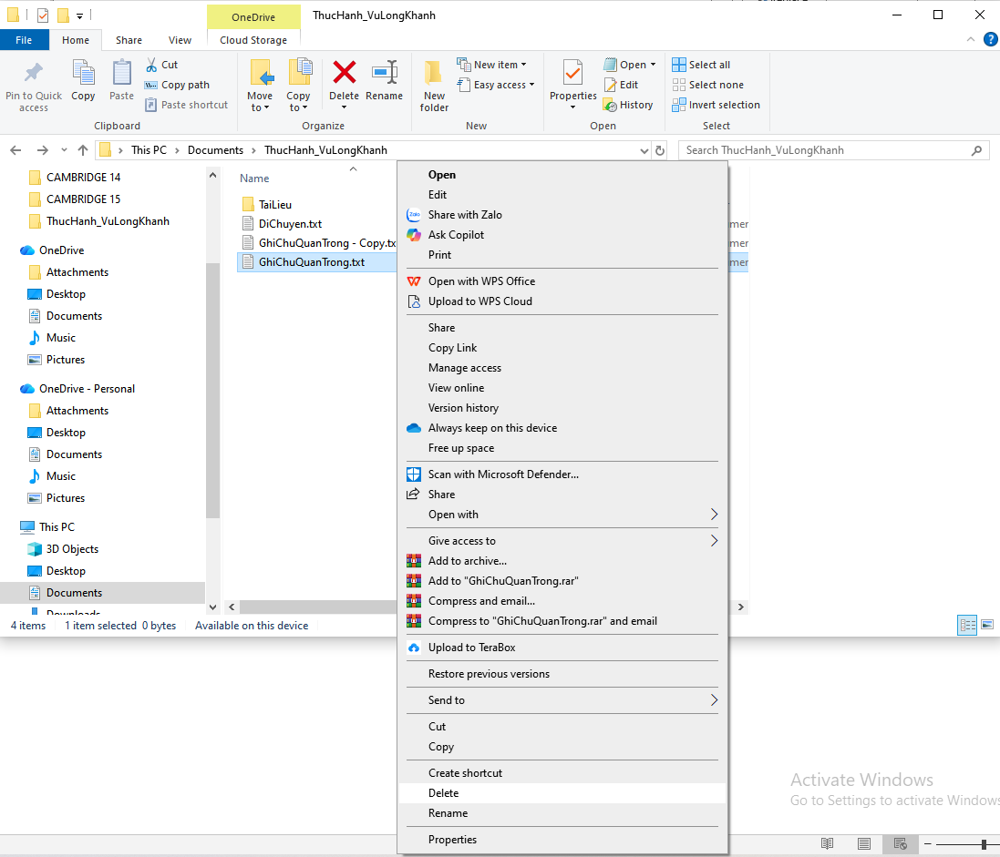 OneDrive
ThucHanh_VuLongKhanh
File
Home
Share
View
Cloud Storage
Pin to Quick access
Copy
Paste
Cut
Copy path
Paste shortcut
Clipboard
Move to
Copy to
Delete
Rename
Organize
New folder
New item
Easy access
New
Properties
Open
Edit
History
Open
Select all
Select none
Invert selection
Select
This PC > Documents > ThucHanh_VuLongKhanh
Search ThucHanh_VuLongKhanh
CAMBRIDGE 14
CAMBRIDGE 15
ThucHanh_VuLongKhanh
OneDrive
Attachments
Desktop
Documents
Music
Pictures
OneDrive - Personal
Attachments
Desktop
Documents
Music
Pictures
This PC
3D Objects
Desktop
Documents
Downloads
Name
TaiLieu
DiChuyen.txt
GhiChuQuanTrong - Copy.tx
GhiChuQuanTrong.txt
mer
mer
mer
Open
Edit
Zalo
Share with Zalo
Ask Copilot
Print
Open with WPS Office
Upload to WPS Cloud
Share
Copy Link
Manage access
View online
Version history
Always keep on this device
Free up space
Scan with Microsoft Defender...
Share
Open with
Give access to
Add to archive...
Add to "GhiChuQuanTrong.rar"
Compress and email...
Compress to "GhiChuQuanTrong.rar" and email
Upload to TeraBox
Restore previous versions
Send to
Cut
Copy
Create shortcut
Delete
Rename
Properties
4 items
1 item selected 0 bytes
Available on this device
Activate Windows
Go to Settings to activate Windows